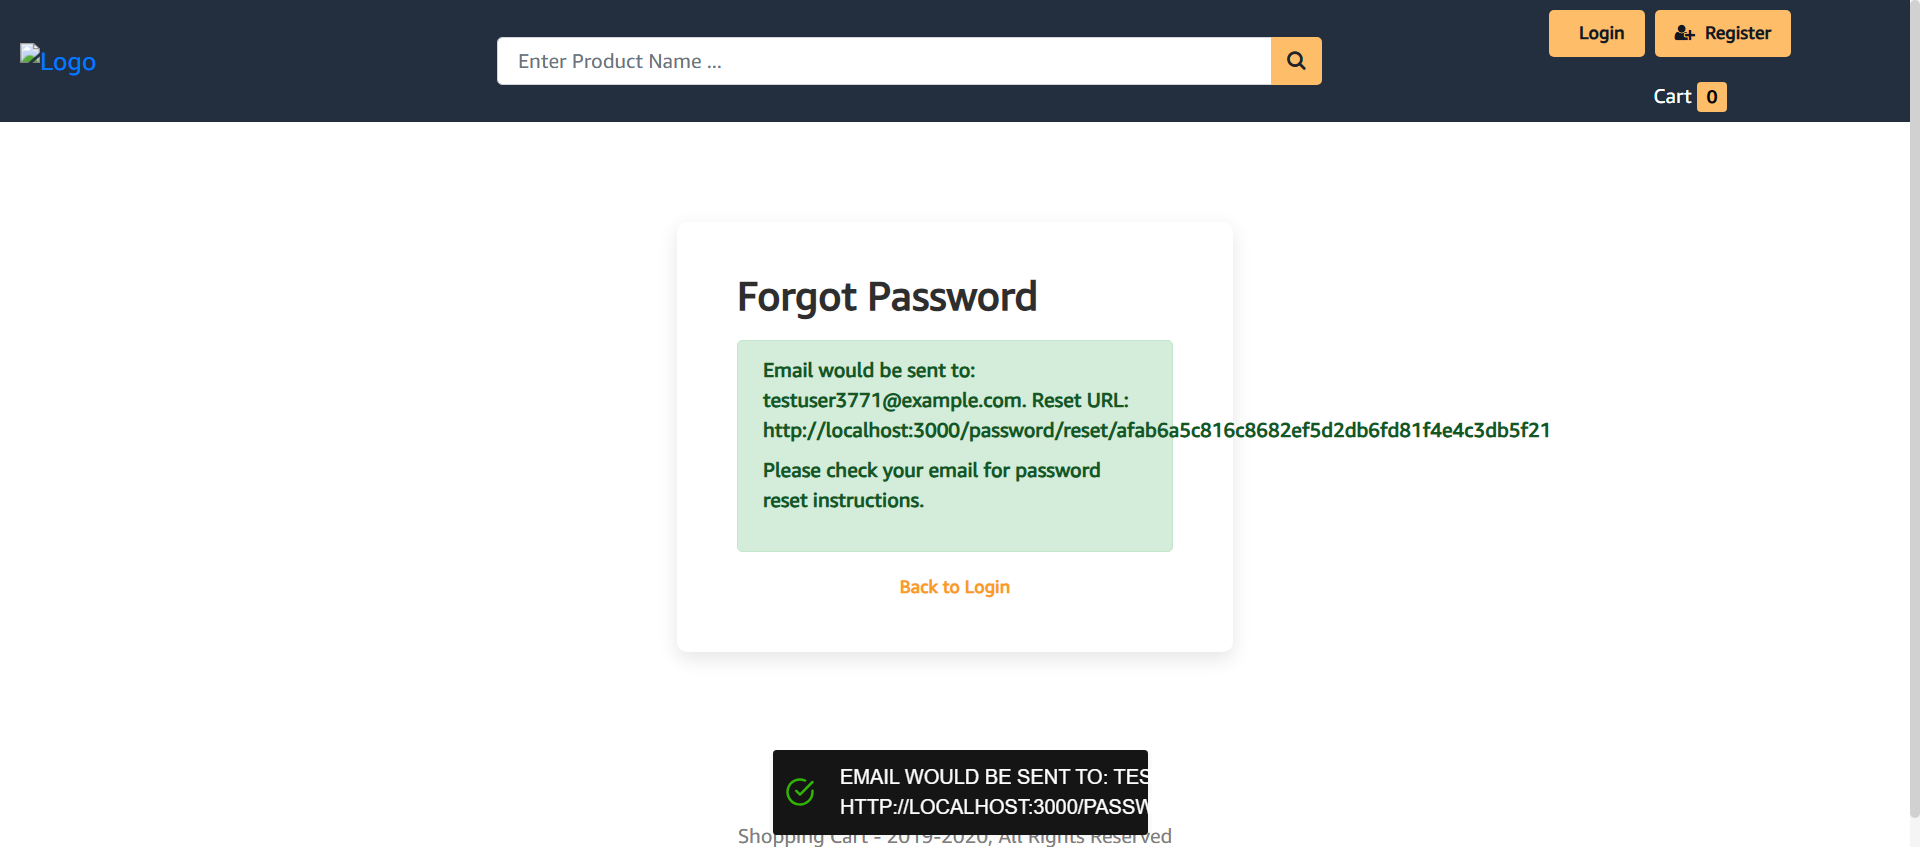 Logo
Enter Product Name ...
Login
Register
Cart 0
Forgot Password
Email would be sent to:
testuser3771@example.com. Reset URL:
http://localhost:3000/password/reset/afab6a5c816c8682ef5d2db6fd81f4e4c3db5f21
Please check your email for password
reset instructions.
Back to Login
EMAIL WOULD BE SENT TO: TES
HTTP://LOCALHOST:3000/PASSW
Shopping Cart - 2019-2020, All Rights Reserved